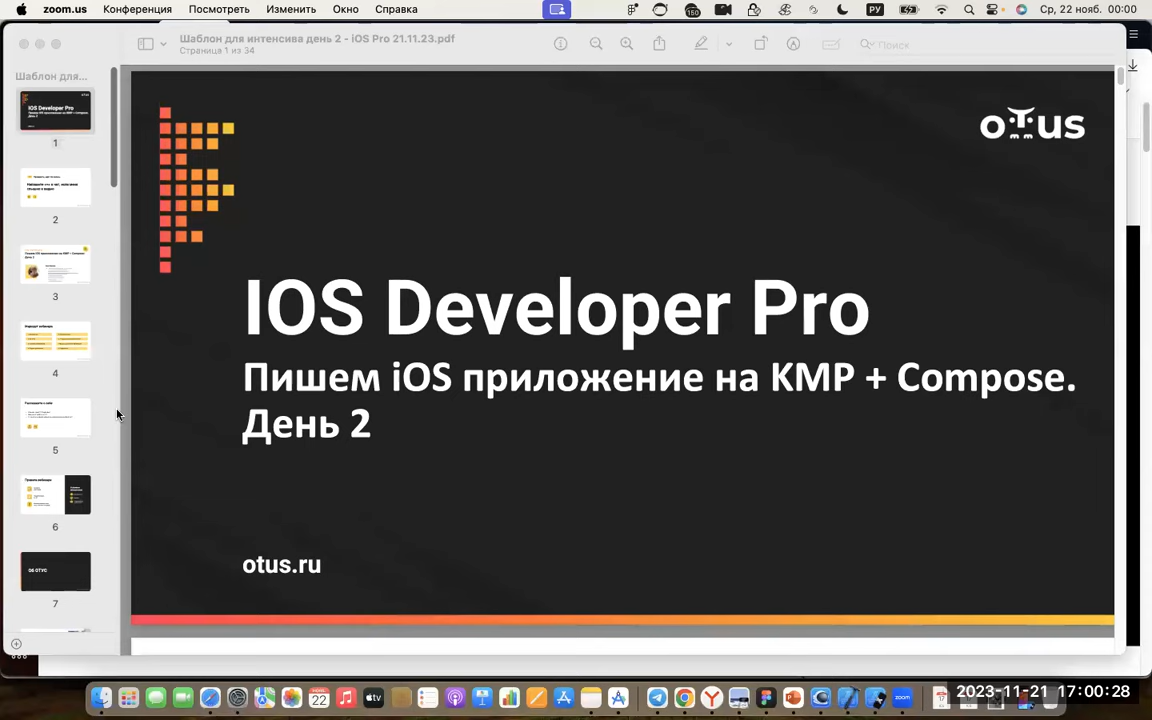 zoom.us Конференция Посмотреть Изменить Окно Справка
РУ
Ср, 22 нояб. 00:00
Шаблон для интенсива день 2 - iOS Pro 21.11.23.pdf
Страница 1 из 34
Поиск
Шаблон для...
1
2
3
4
5
6
7
otus
IOS Developer Pro
Пишем iOS приложение на KMP + Compose.
День 2
otus.ru
22
tv
zoom
2023-11-21 17:00:28